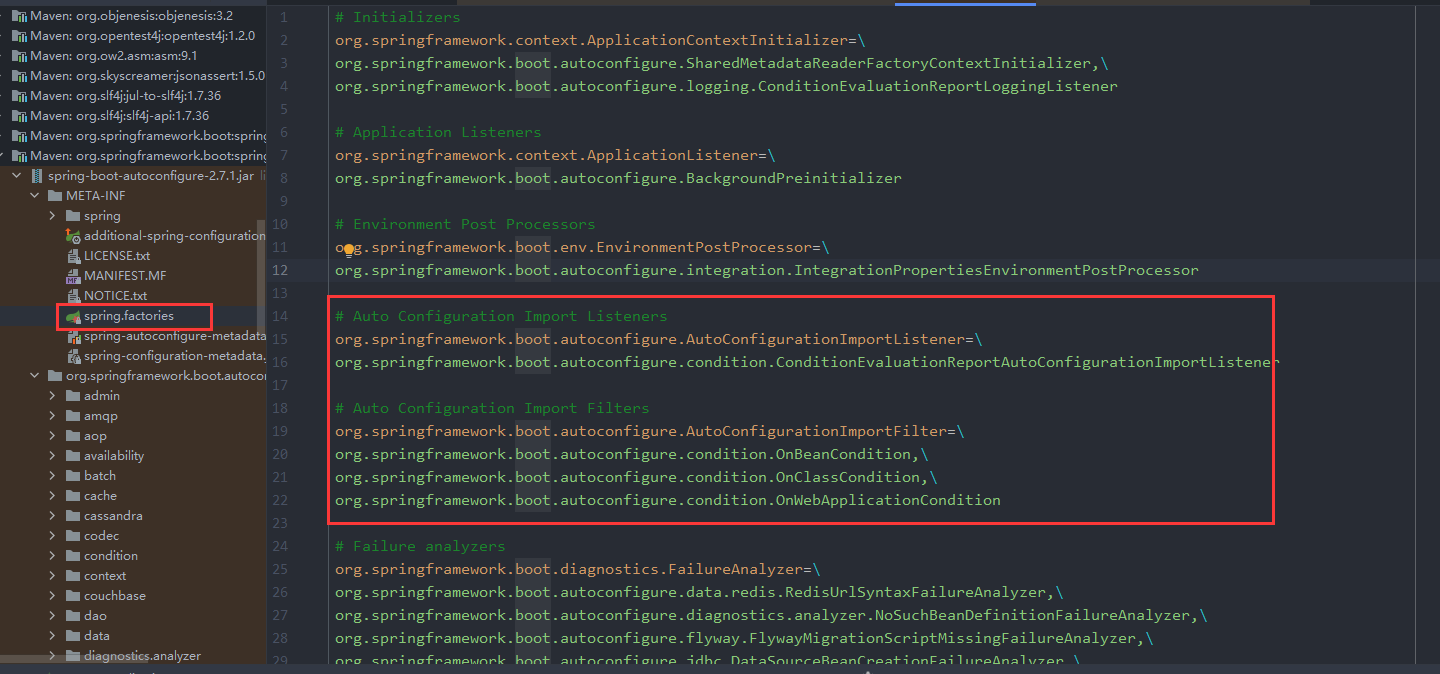 Maven: org.objenesis:objenesis:3.2
Maven: org.opentest4j:opentest4j:1.2.0
Maven: org.ow2.asm:asm:9.1
Maven: org.skyscreamer:jsonassert:1.5.0
Maven: org.slf4j:jul-to-slf4j:1.7.36
Maven: org.slf4j:slf4j-api:1.7.36
Maven: org.springframework.boot:spring
Maven: org.springframework.boot:spring
spring-boot-autoconfigure-2.7.1.jar li
META-INF
spring
additional-spring-configuration
LICENSE.txt
MANIFEST.MF
NOTICE.txt
spring.factories
spring-autoconfigure-metadata
spring-configuration-metadata.
org.springframework.boot.autocon
admin
amqp
aop
availability
batch
cache
cassandra
codec
condition
context
couchbase
dao
data
diagnostics.analyzer
1 # Initializers
2 org.springframework.context.ApplicationContextInitializer=\
3 org.springframework.boot.autoconfigure.SharedMetadataReaderFactoryContextInitializer,\
4 org.springframework.boot.autoconfigure.logging.ConditionEvaluationReportLoggingListener
5
6 # Application Listeners
7 org.springframework.context.ApplicationListener=\
8 org.springframework.boot.autoconfigure.BackgroundPreinitializer
9
10 # Environment Post Processors
11 org.springframework.boot.env.EnvironmentPostProcessor=\
12 org.springframework.boot.autoconfigure.integration.IntegrationPropertiesEnvironmentPostProcessor
13
14 # Auto Configuration Import Listeners
15 org.springframework.boot.autoconfigure.AutoConfigurationImportListener=\
16 org.springframework.boot.autoconfigure.condition.ConditionEvaluationReportAutoConfigurationImportListener
17
18 # Auto Configuration Import Filters
19 org.springframework.boot.autoconfigure.AutoConfigurationImportFilter=\
20 org.springframework.boot.autoconfigure.condition.OnBeanCondition,\
21 org.springframework.boot.autoconfigure.condition.OnClassCondition,\
22 org.springframework.boot.autoconfigure.condition.OnWebApplicationCondition
23
24 # Failure analyzers
25 org.springframework.boot.diagnostics.FailureAnalyzer=\
26 org.springframework.boot.autoconfigure.data.redis.RedisUrlSyntaxFailureAnalyzer,\
27 org.springframework.boot.autoconfigure.diagnostics.analyzer.NoSuchBeanDefinitionFailureAnalyzer,\
28 org.springframework.boot.autoconfigure.flyway.FlywayMigrationScriptMissingFailureAnalyzer,\
29 org.springframework.boot.autoconfigure.jdbc.DataSourceBeanCreationFailureAnalyzer,\